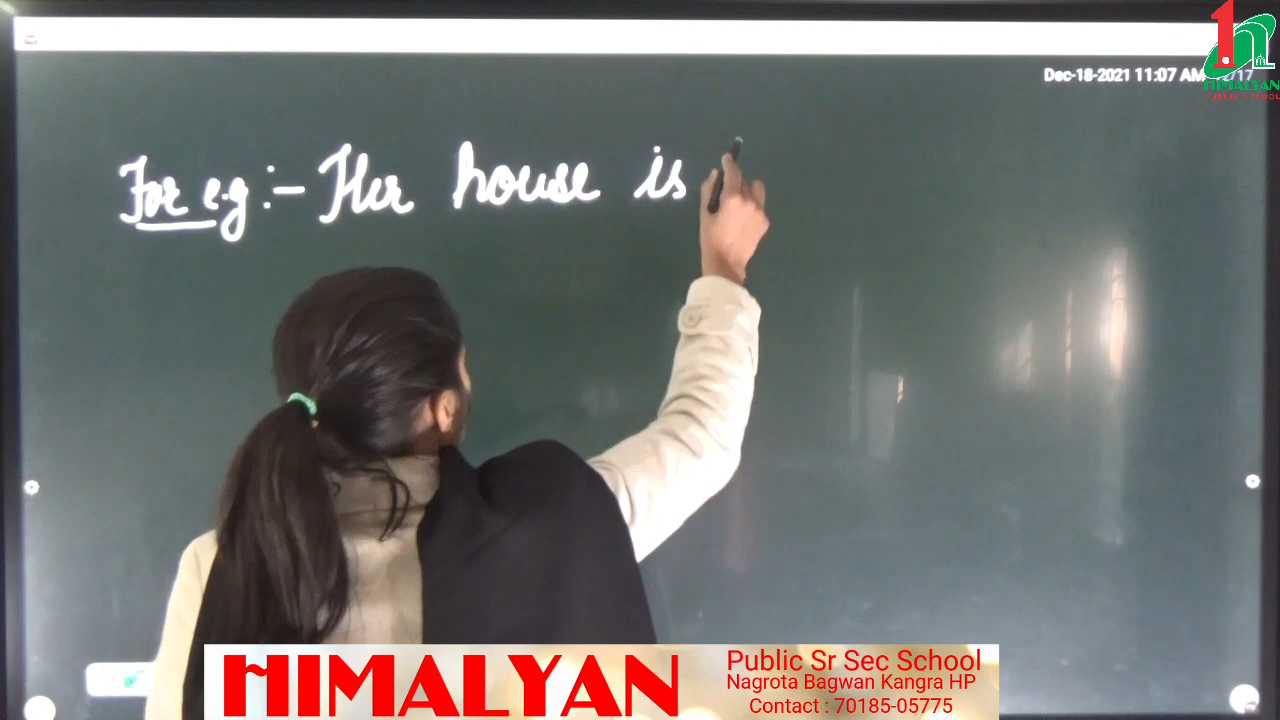 Dec-18-2021 11:07 AM
HIMALYAN
For e.g :- Her house is
HIMALYAN
Public Sr Sec School
Nagrota Bagwan Kangra HP
Contact : 70185-05775